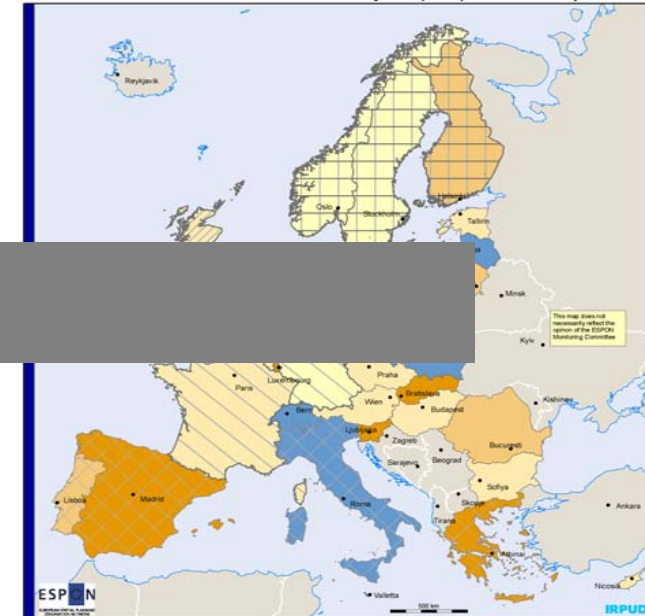 Reykjavik
Oslo
Stockholm
Tallinn
Minsk
This map does not
necessarily reflect the
opinion of the ESPON
Monitoring Committee
Kyiv
Paris
Luxembourg
Praha
Wien
Bratislava
Budapest
Kishinev
Bern
Ljubljana
Zagreb
Beograd
Bucuresti
Sarajevo
Sofiya
Skopje
Tirana
Roma
Madrid
Lisboa
Ankara
Athinai
Nicosia
Valletta
ESPON
500 km
IRPUD